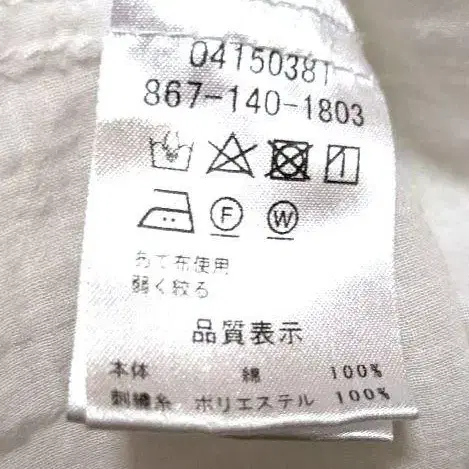 04150381
867-140-1803
F W
あて布使用
弱く絞る
品質表示
本体 綿 100%
刺繍糸 ポリエステル 100%